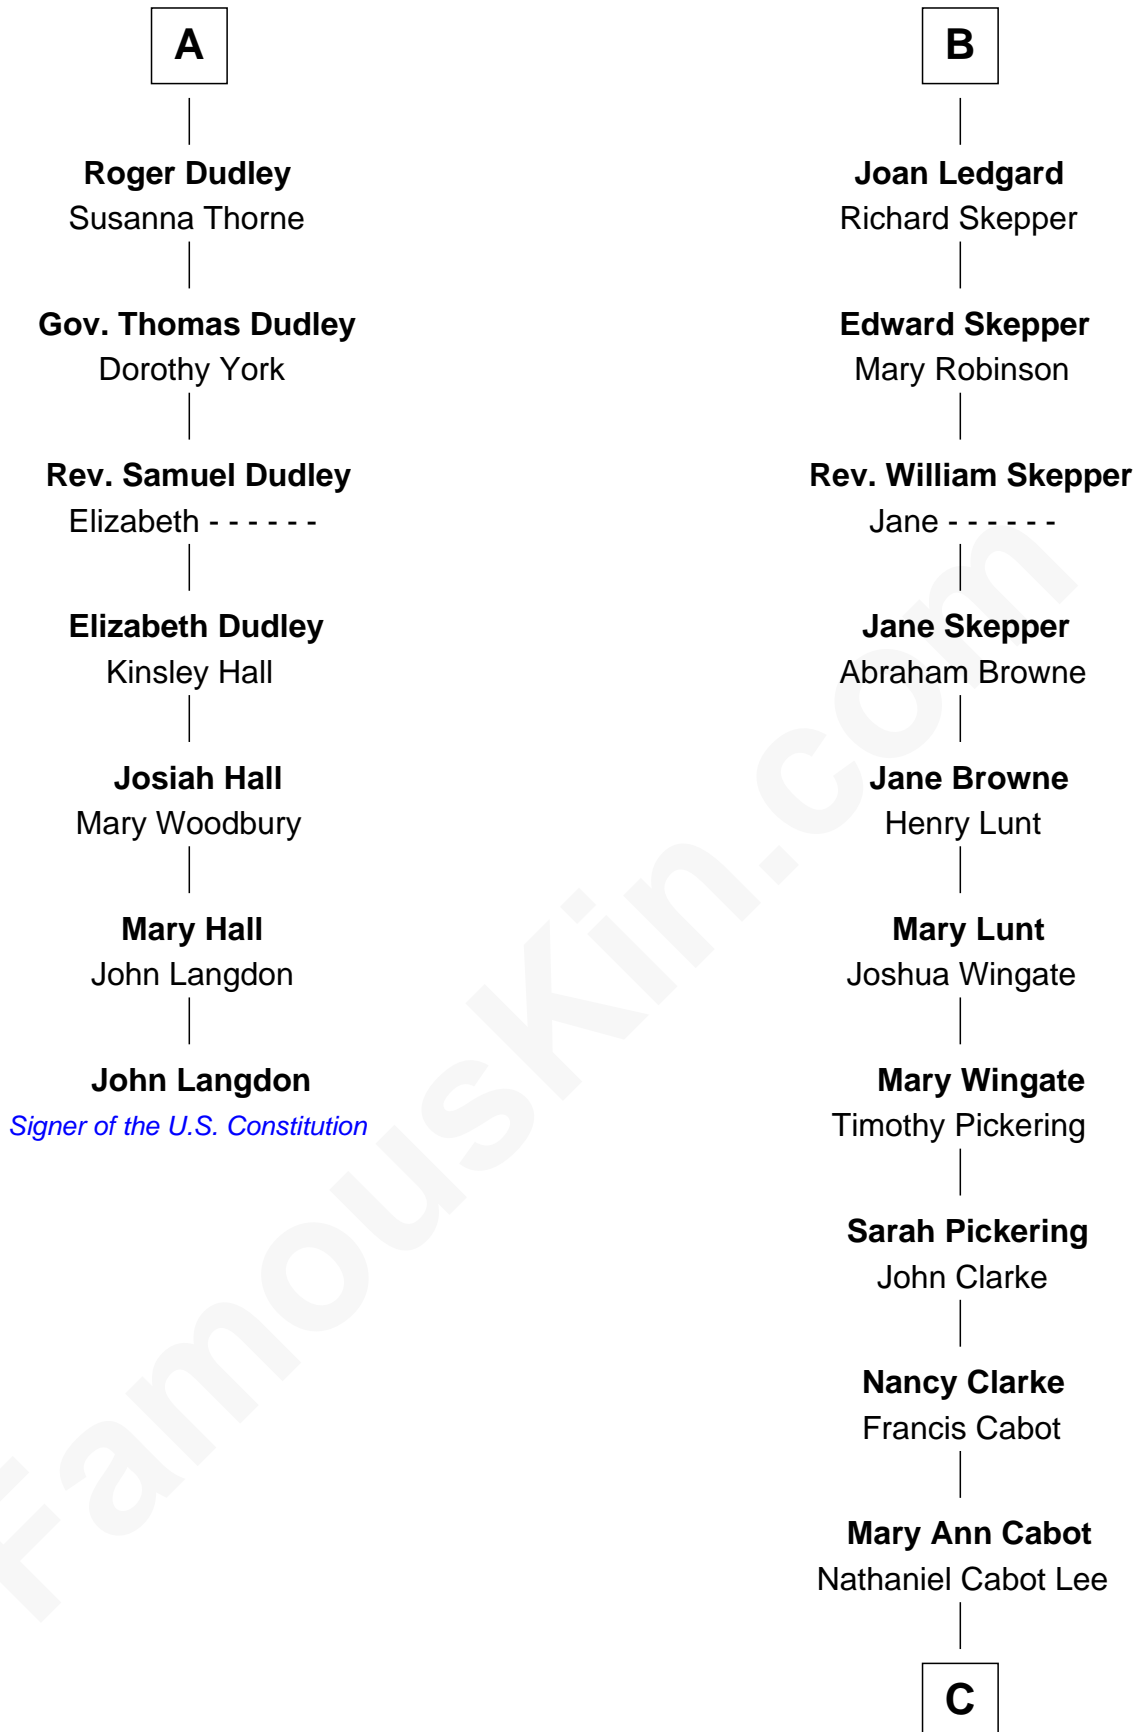 A
Roger Dudley
Susanna Thorne
Gov. Thomas Dudley
Dorothy York
Rev. Samuel Dudley
Elizabeth - - - - - -
Elizabeth Dudley
Kinsley Hall
Josiah Hall
Mary Woodbury
Mary Hall
John Langdon
John Langdon
Signer of the U.S. Constitution
B
Joan Ledgard
Richard Skepper
Edward Skepper
Mary Robinson
Rev. William Skepper
Jane - - - - - -
Jane Skepper
Abraham Browne
Jane Browne
Henry Lunt
Mary Lunt
Joshua Wingate
Mary Wingate
Timothy Pickering
Sarah Pickering
John Clarke
Nancy Clarke
Francis Cabot
Mary Ann Cabot
Nathaniel Cabot Lee
C
FamousKin.com